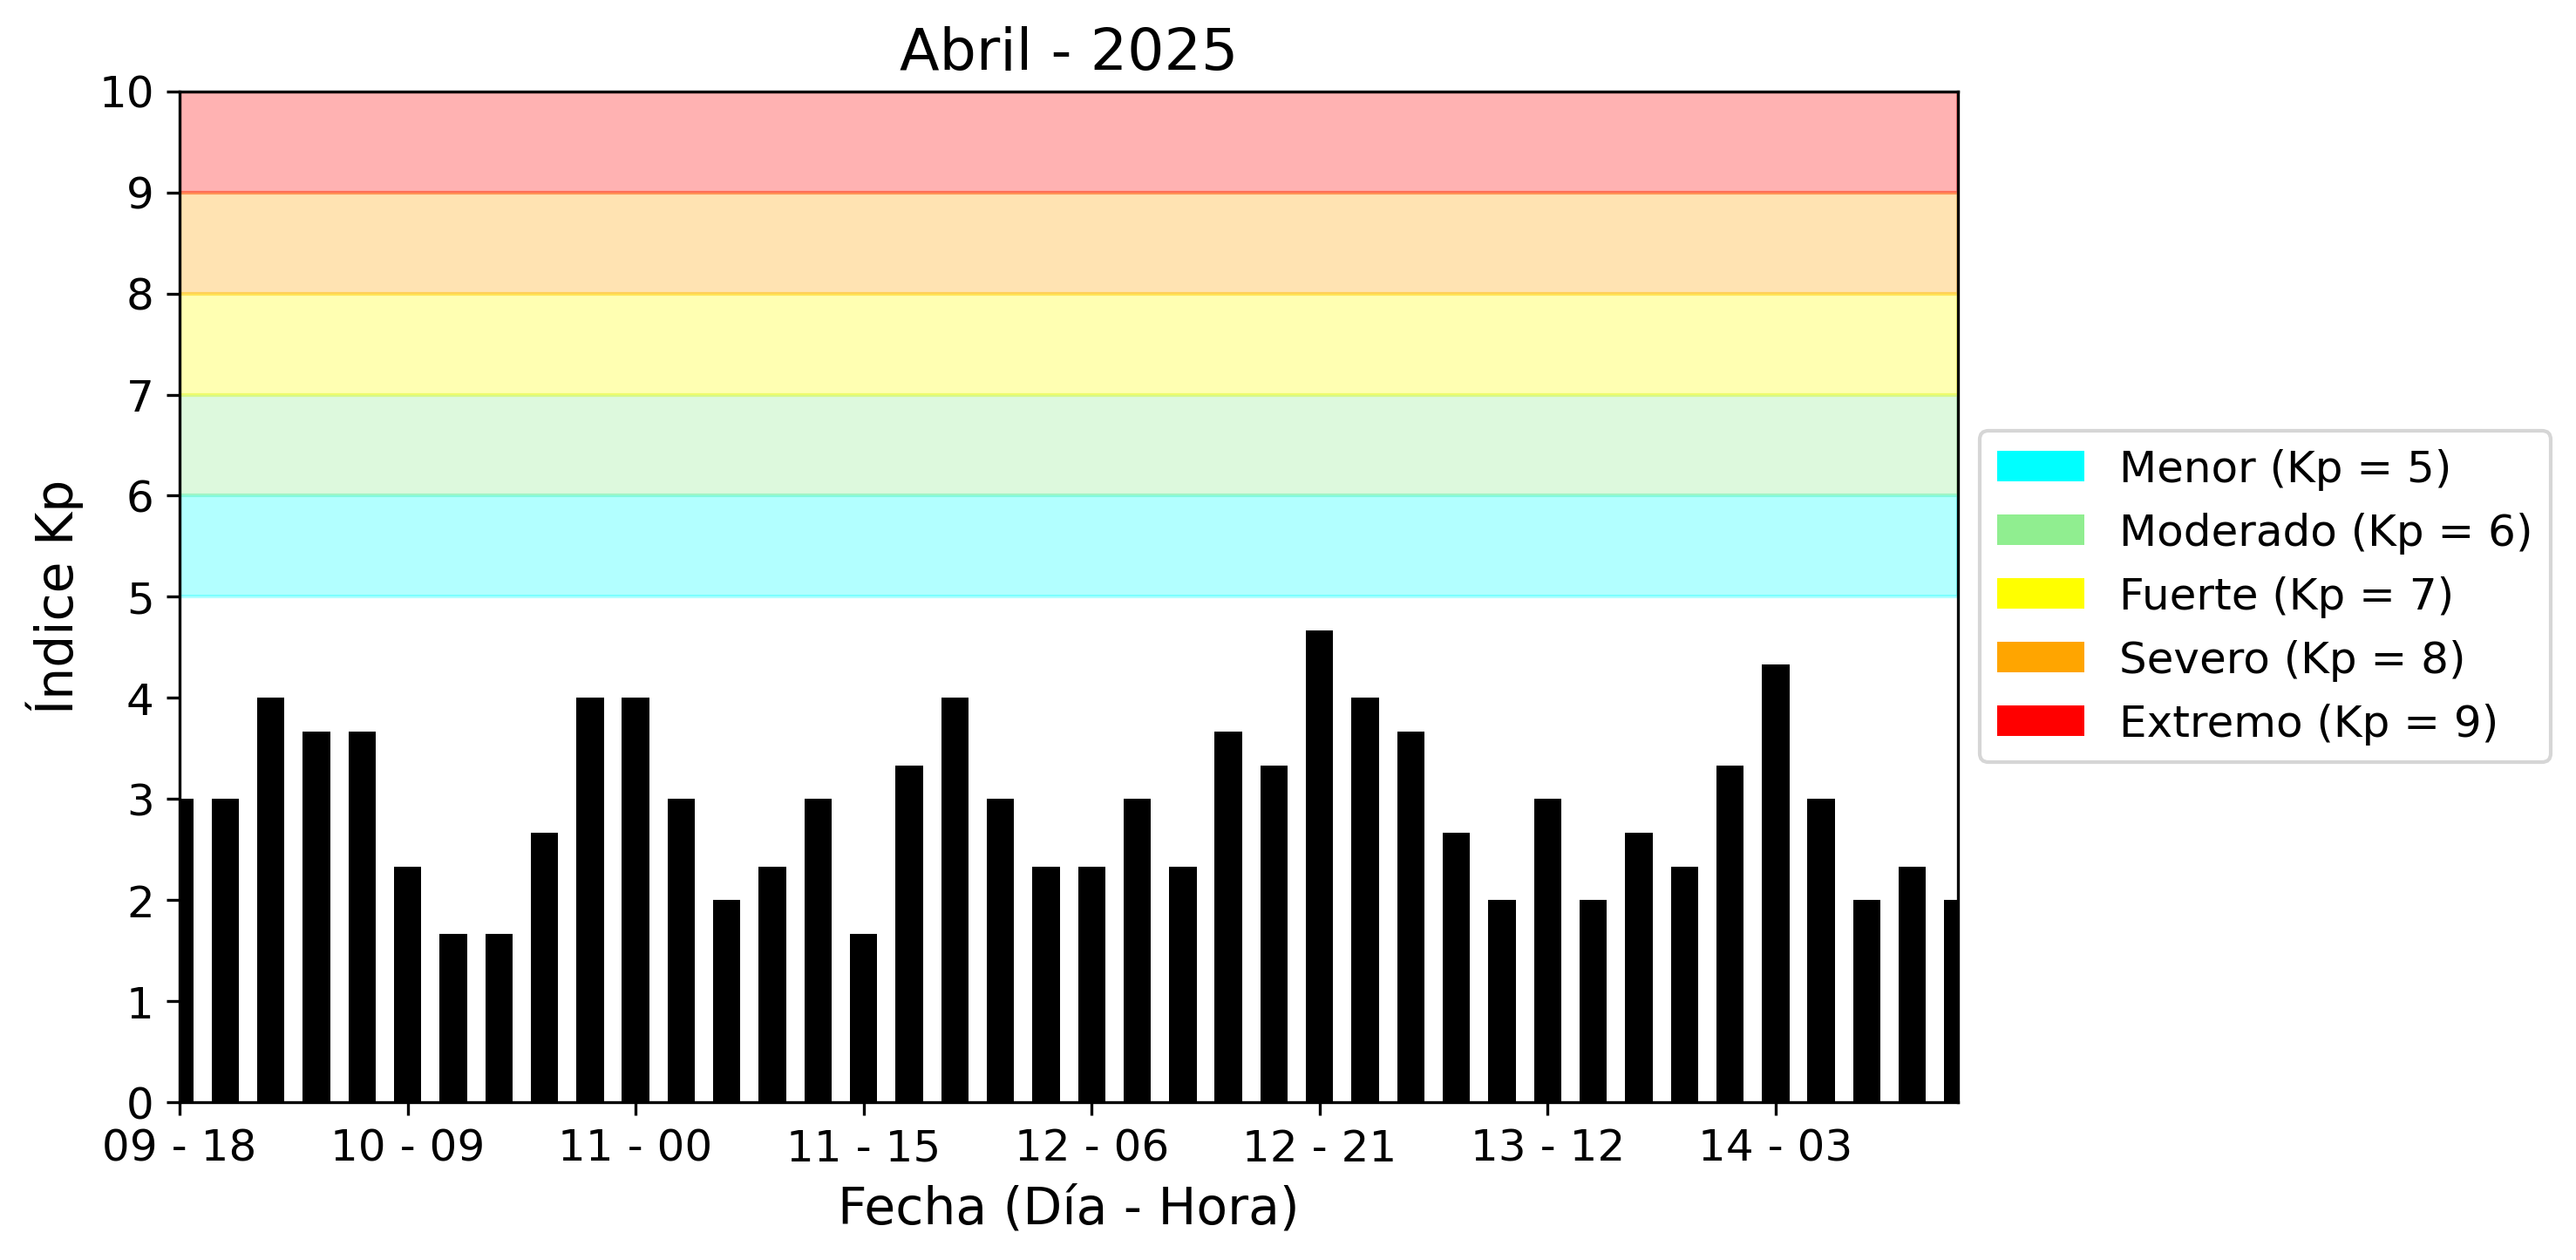 Abril - 2025
10
9
8
7
6
5
4
3
2
1
0
Índice Kp
09 - 18
10 - 09
11 - 00
11 - 15
12 - 06
12 - 21
13 - 12
14 - 03
Fecha (Día - Hora)
Menor (Kp = 5)
Moderado (Kp = 6)
Fuerte (Kp = 7)
Severo (Kp = 8)
Extremo (Kp = 9)